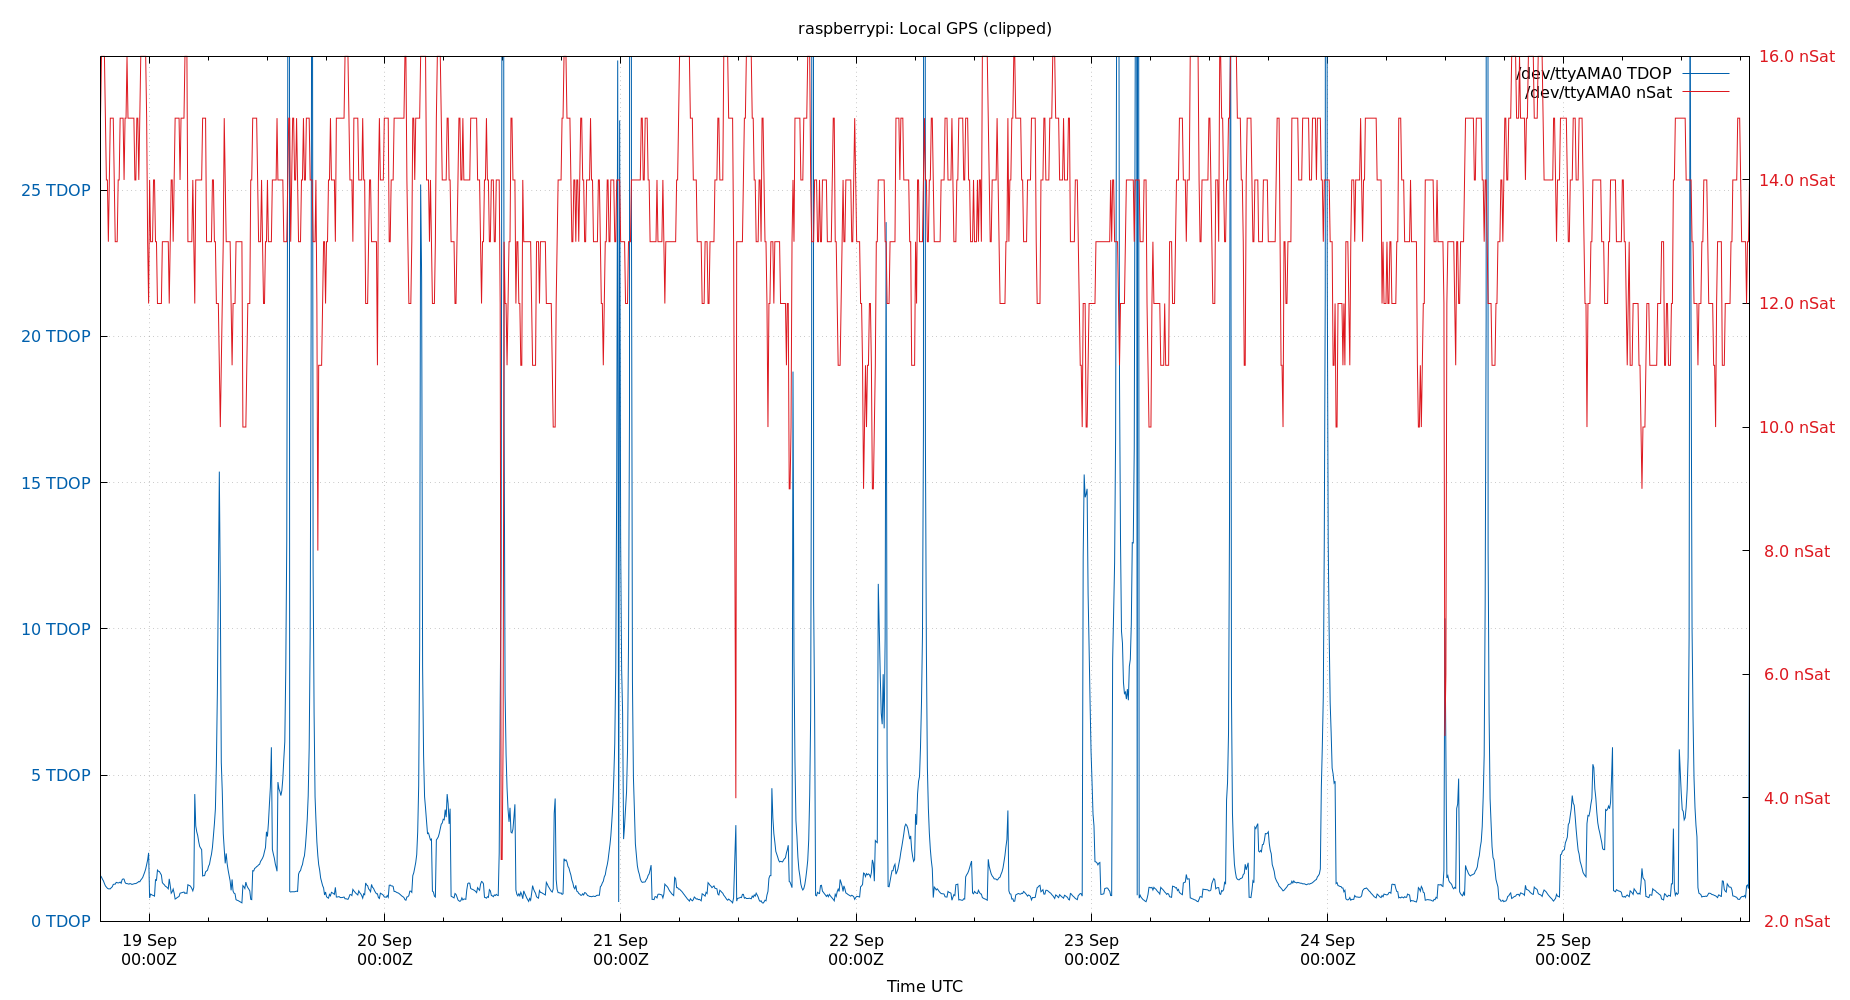 raspberrypi: Local GPS (clipped)
/dev/ttyAMA0 TDOP
/dev/ttyAMA0 nSat
25 TDOP
20 TDOP
15 TDOP
10 TDOP
5 TDOP
0 TDOP
16.0 nSat
14.0 nSat
12.0 nSat
10.0 nSat
8.0 nSat
6.0 nSat
4.0 nSat
2.0 nSat
19 Sep
00:00Z
20 Sep
00:00Z
21 Sep
00:00Z
22 Sep
00:00Z
23 Sep
00:00Z
24 Sep
00:00Z
25 Sep
00:00Z
Time UTC